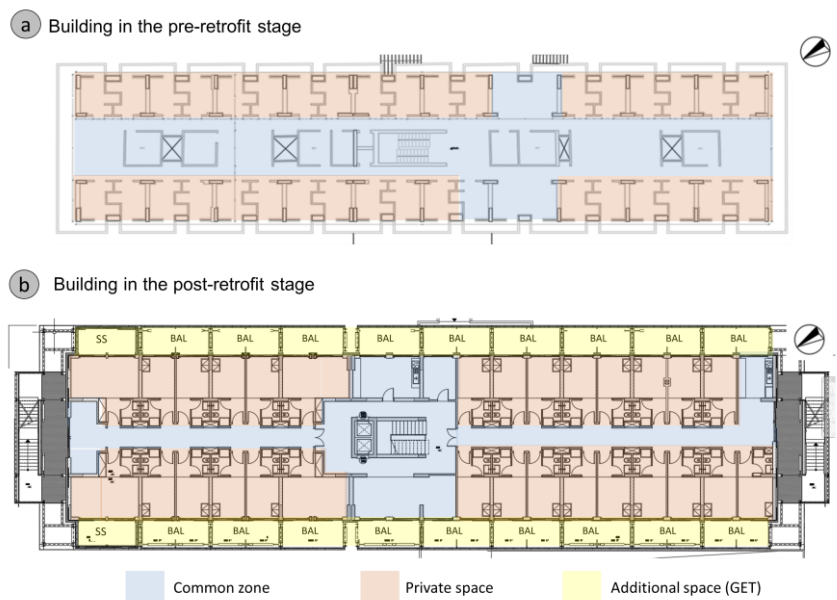 a Building in the pre-retrofit stage
b Building in the post-retrofit stage
SS BAL BAL BAL BAL BAL BAL BAL BAL BAL
SS BAL BAL BAL BAL BAL BAL BAL BAL BAL
Common zone Private space Additional space (GET)